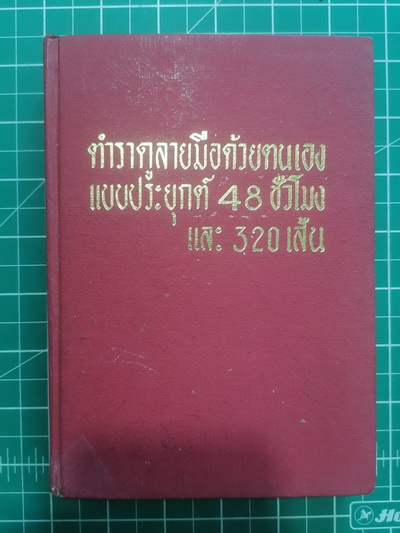 ตำราดูลายมือด้วยตนเอง
แบบประยุกต์ 48 ชั่วโมง
และ 320 เส้น